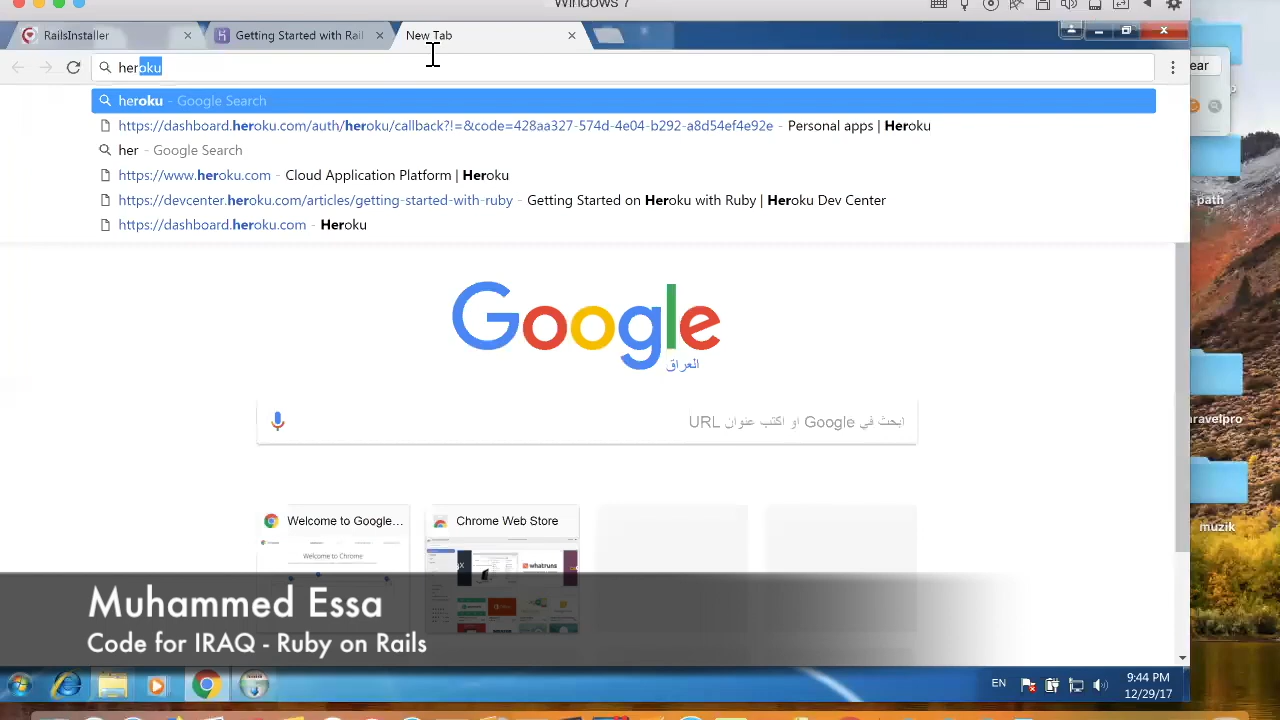 Windows 7
RailsInstaller
Getting Started with Rail
New Tab
heroku
heroku - Google Search
https://dashboard.heroku.com/auth/heroku/callback?!=&code=428aa327-574d-4e04-b292-a8d54ef4e92e - Personal apps | Heroku
her - Google Search
https://www.heroku.com - Cloud Application Platform | Heroku
https://devcenter.heroku.com/articles/getting-started-with-ruby - Getting Started on Heroku with Ruby | Heroku Dev Center
https://dashboard.heroku.com - Heroku
Google
العراق
ابحث في Google او اكتب عنوان URL
Welcome to Google...
Chrome Web Store
Welcome to Chrome
whatruns
Muhammed Essa
Code for IRAQ - Ruby on Rails
EN
9:44 PM
12/29/17
ear
path
aravelpro
muzik